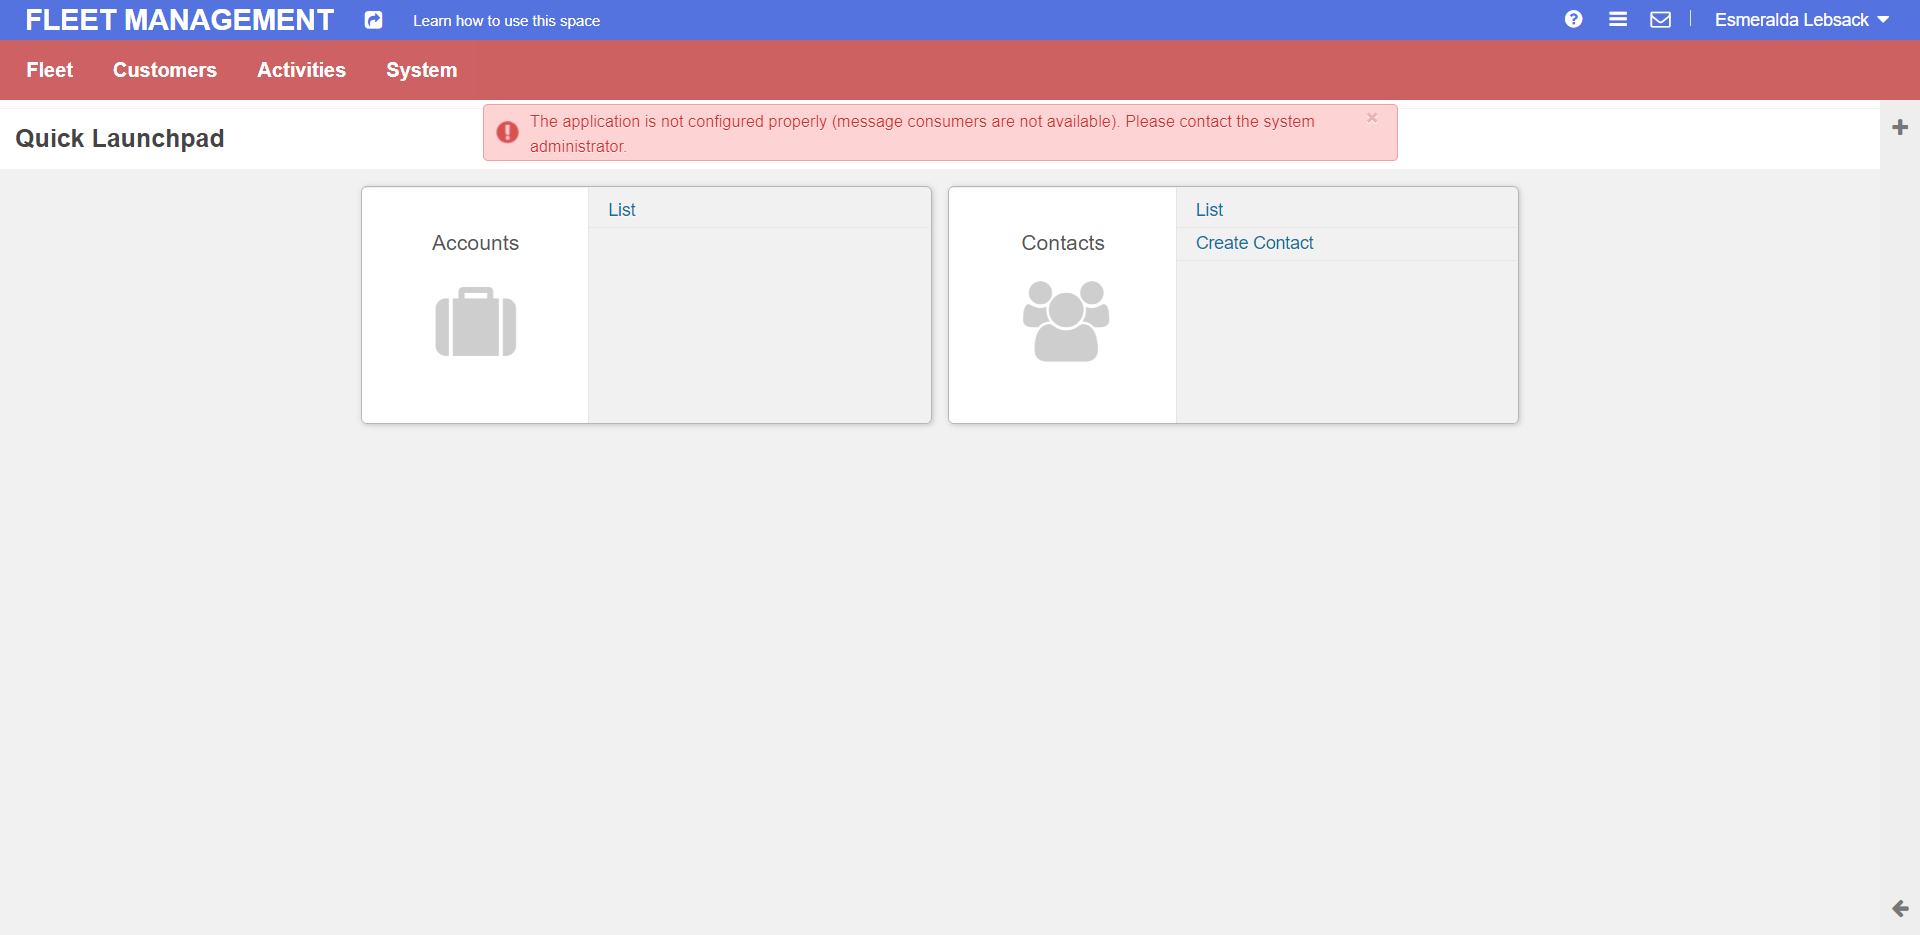 FLEET MANAGEMENT
Learn how to use this space
Esmeralda Lebsack
Fleet
Customers
Activities
System
The application is not configured properly (message consumers are not available). Please contact the system
administrator.
Quick Launchpad
Accounts
List
Contacts
List
Create Contact